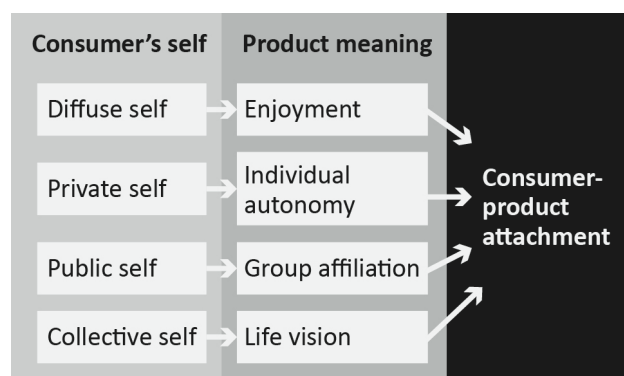 Consumer's self
Product meaning
Diffuse self
Enjoyment
Private self
Individual
autonomy
Public self
Group affiliation
Collective self
Life vision
Consumer-
product
attachment